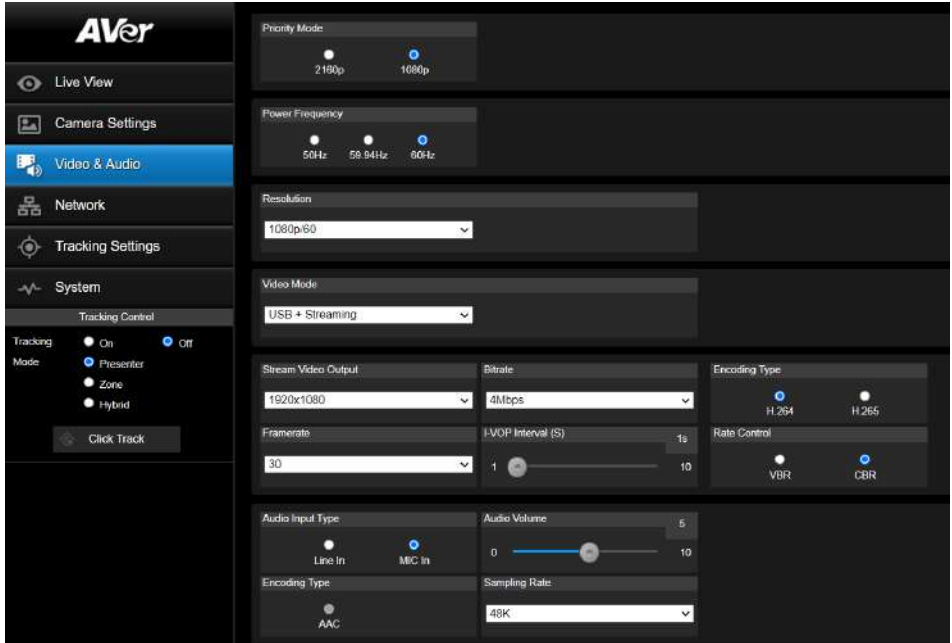 AVer
Live View
Camera Settings
Video & Audio
Network
Tracking Settings
System
Tracking Control
Tracking On Off
Mode Presenter
Zone
Hybrid
Click Track
Priority Mode
2160p 1080p
Power Frequency
50Hz 59.94Hz 60Hz
Resolution
1080p/60
Video Mode
USB + Streaming
Stream Video Output Bitrate Encoding Type
1920x1080 4Mbps H.264 H.265
Framerate I-VOP Interval (S) 1s Rate Control
30 1 10 VBR CBR
Audio Input Type Audio Volume 5
Line In MIC In 0 10
Encoding Type Sampling Rate
AAC 48K